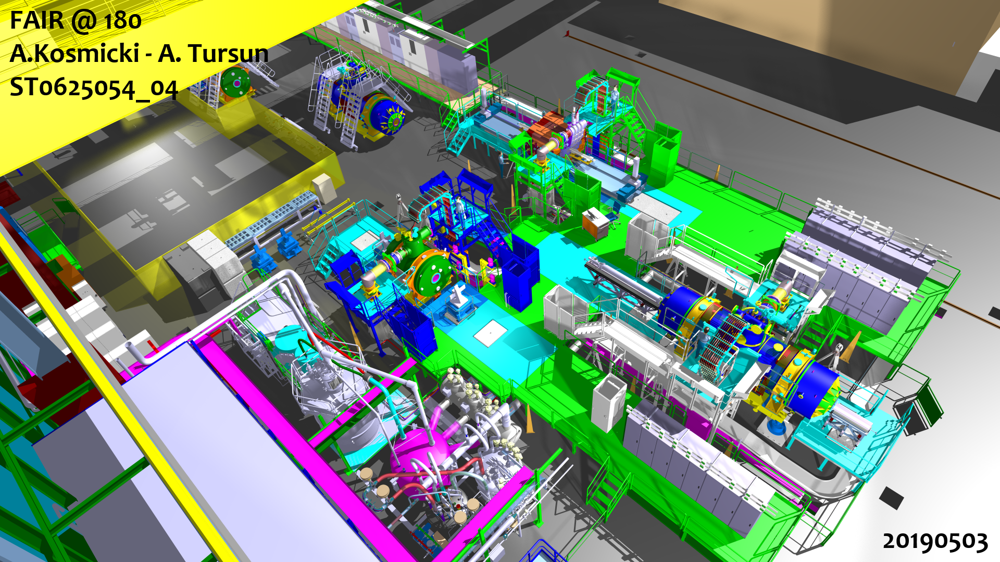 FAIR @ 180
A.Kosmicki - A. Tursun
ST0625054_04
20190503